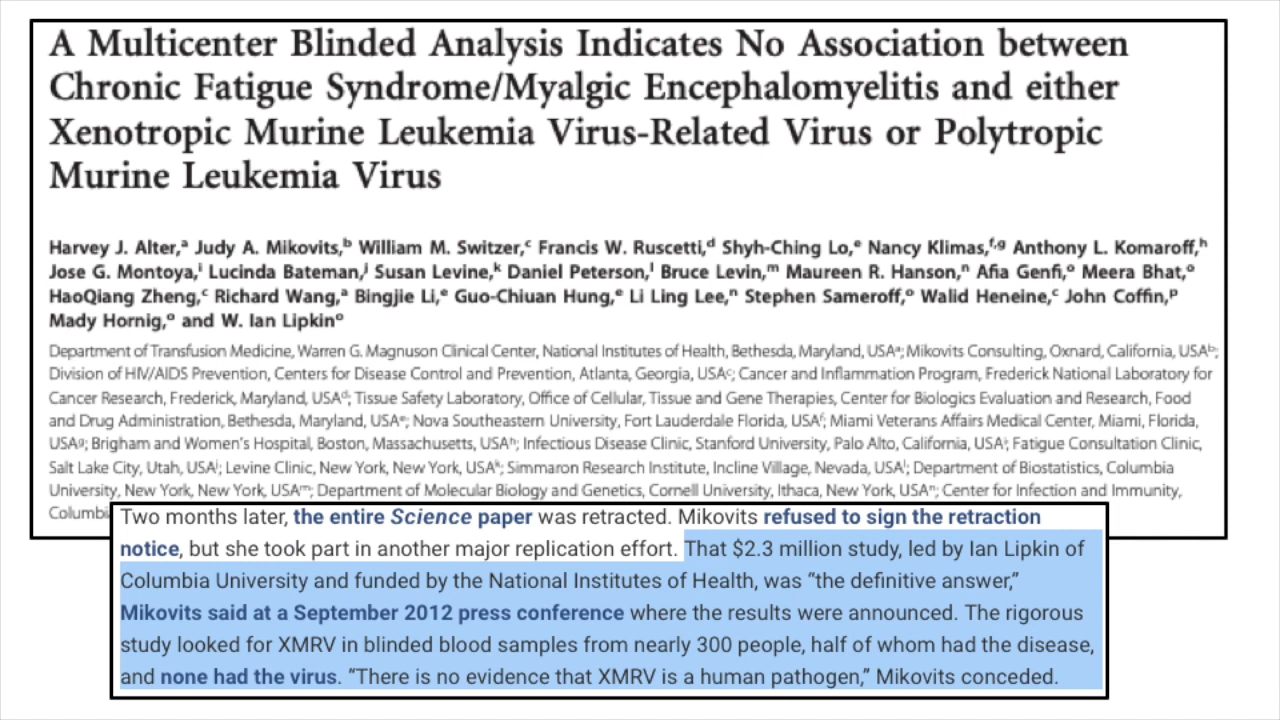 A Multicenter Blinded Analysis Indicates No Association between
Chronic Fatigue Syndrome/Myalgic Encephalomyelitis and either
Xenotropic Murine Leukemia Virus-Related Virus or Polytropic
Murine Leukemia Virus
Harvey J. Alter,a Judy A. Mikovits,b William M. Switzer,c Francis W. Ruscetti,d Shyh-Ching Lo,e Nancy Klimas,f,g Anthony L. Komaroff,h
Jose G. Montoya,i Lucinda Bateman,j Susan Levine,k Daniel Peterson,l Bruce Levin,m Maureen R. Hanson,n Afia Genfi,o Meera Bhat,o
HaoQiang Zheng,c Richard Wang,a Bingjie Li,e Guo-Chiuan Hung,e Li Ling Lee,n Stephen Sameroff,o Walid Heneine,c John Coffin,p
Mady Hornig,o and W. Ian Lipkino
Department of Transfusion Medicine, Warren G. Magnuson Clinical Center, National Institutes of Health, Bethesda, Maryland, USAa; Mikovits Consulting, Oxnard, California, USAb;
Division of HIV/AIDS Prevention, Centers for Disease Control and Prevention, Atlanta, Georgia, USAc; Cancer and Inflammation Program, Frederick National Laboratory for
Cancer Research, Frederick, Maryland, USAd; Tissue Safety Laboratory, Office of Cellular, Tissue and Gene Therapies, Center for Biologics Evaluation and Research, Food
and Drug Administration, Bethesda, Maryland, USAe; Nova Southeastern University, Fort Lauderdale Florida, USAf; Miami Veterans Affairs Medical Center, Miami, Florida,
USAg; Brigham and Women's Hospital, Boston, Massachusetts, USAh; Infectious Disease Clinic, Stanford University, Palo Alto, California, USAi; Fatigue Consultation Clinic,
Salt Lake City, Utah, USAj; Levine Clinic, New York, New York, USAk; Simmaron Research Institute, Incline Village, Nevada, USAl; Department of Biostatistics, Columbia
University, New York, New York, USAm; Department of Molecular Biology and Genetics, Cornell University, Ithaca, New York, USAn; Center for Infection and Immunity,
Columbi
Two months later, the entire Science paper was retracted. Mikovits refused to sign the retraction
notice, but she took part in another major replication effort. That $2.3 million study, led by Ian Lipkin of
Columbia University and funded by the National Institutes of Health, was “the definitive answer,”
Mikovits said at a September 2012 press conference where the results were announced. The rigorous
study looked for XMRV in blinded blood samples from nearly 300 people, half of whom had the disease,
and none had the virus. “There is no evidence that XMRV is a human pathogen,” Mikovits conceded.